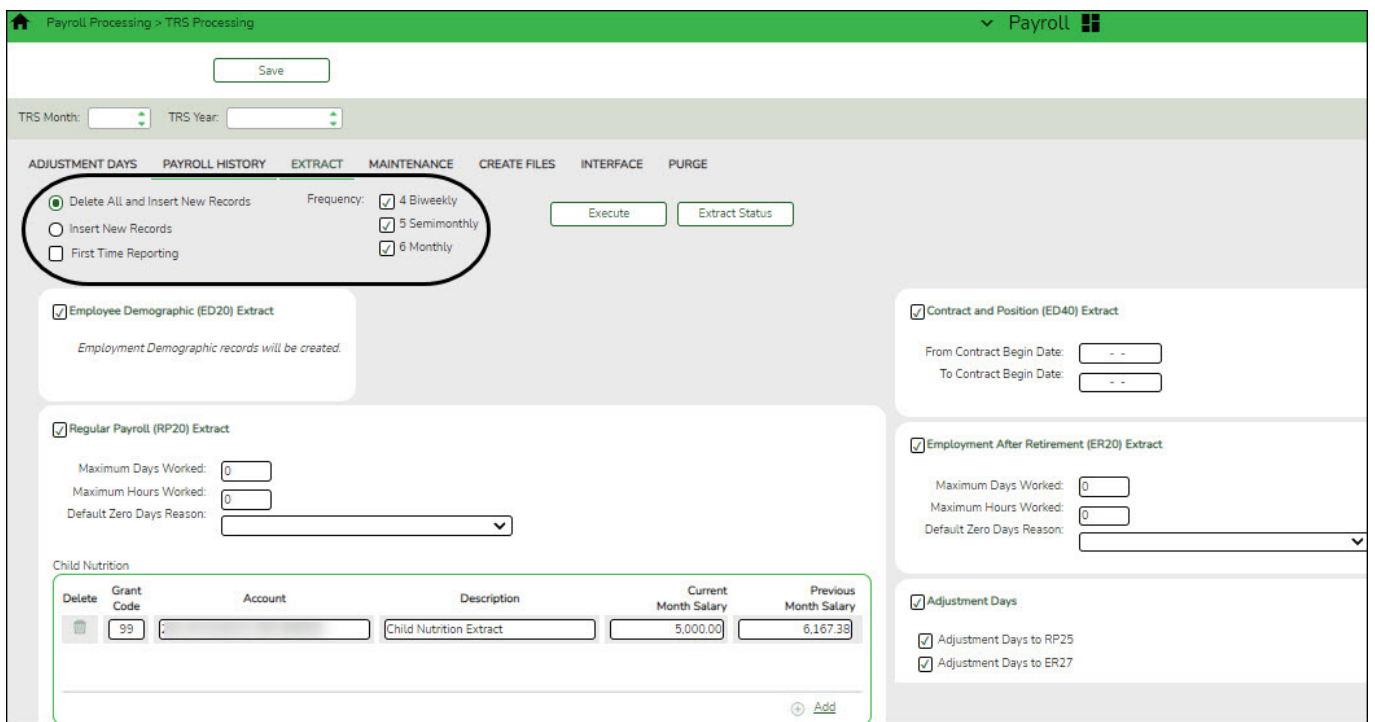 Payroll Processing > TRS Processing
Payroll
Save
TRS Month:
TRS Year:
ADJUSTMENT DAYS PAYROLL HISTORY EXTRACT MAINTENANCE CREATE FILES INTERFACE PURGE
Delete All and Insert New Records
Insert New Records
First Time Reporting
Frequency:
4 Biweekly
5 Semimonthly
6 Monthly
Execute
Extract Status
Employee Demographic (ED20) Extract
Employment Demographic records will be created.
Contract and Position (ED40) Extract
From Contract Begin Date: - -
To Contract Begin Date: - -
Regular Payroll (RP20) Extract
Maximum Days Worked: 0
Maximum Hours Worked: 0
Default Zero Days Reason:
Employment After Retirement (ER20) Extract
Maximum Days Worked: 0
Maximum Hours Worked: 0
Default Zero Days Reason:
Child Nutrition
Delete
Grant
Code
Account
Description
Current
Month Salary
Previous
Month Salary
99
Child Nutrition Extract
5,000.00
6,167.38
Add
Adjustment Days
Adjustment Days to RP25
Adjustment Days to ER27